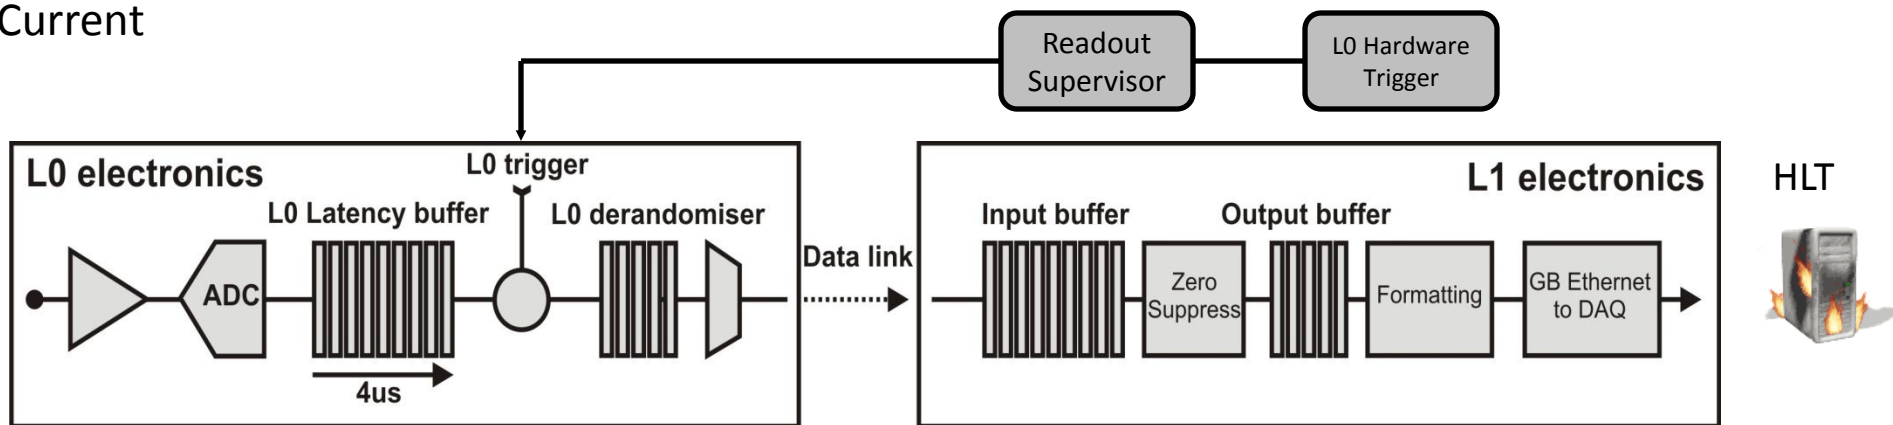 Current
Readout
Supervisor
L0 Hardware
Trigger
L0 electronics
L0 trigger
L0 Latency buffer
L0 derandomiser
ADC
4us
Data link
L1 electronics
Input buffer
Output buffer
Zero
Suppress
Formatting
GB Ethernet
to DAQ
HLT